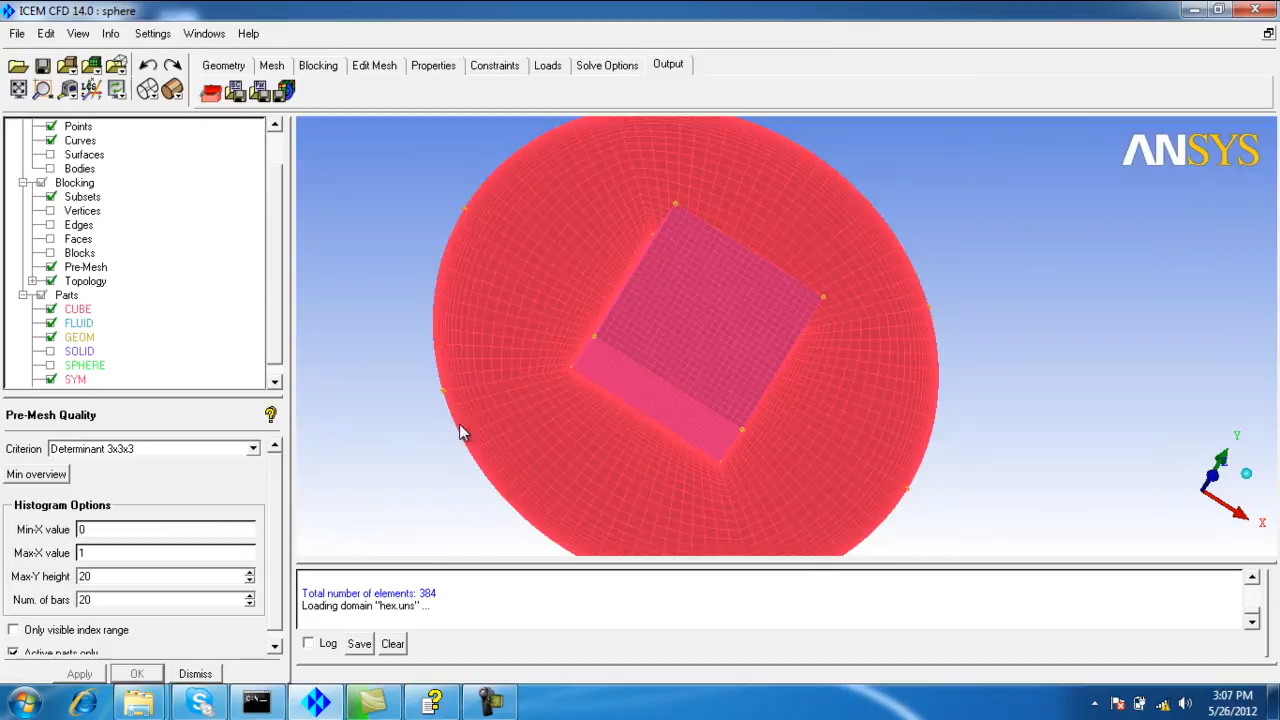 ICEM CFD 14.0 : sphere
File Edit View Info Settings Windows Help
Geometry Mesh Blocking Edit Mesh Properties Constraints Loads Solve Options Output
Points
Curves
Surfaces
Bodies
Blocking
Subsets
Vertices
Edges
Faces
Blocks
Pre-Mesh
Topology
Parts
CUBE
FLUID
GEOM
SOLID
SPHERE
SYM
Pre-Mesh Quality
Criterion Determinant 3x3x3
Min overview
Histogram Options
Min-X value 0
Max-X value 1
Max-Y height 20
Num. of bars 20
Only visible index range
Active parts only
Apply OK Dismiss
ANSYS
Y
X
Total number of elements: 384
Loading domain "hex.uns" ...
Log Save Clear
3:07 PM
5/26/2012